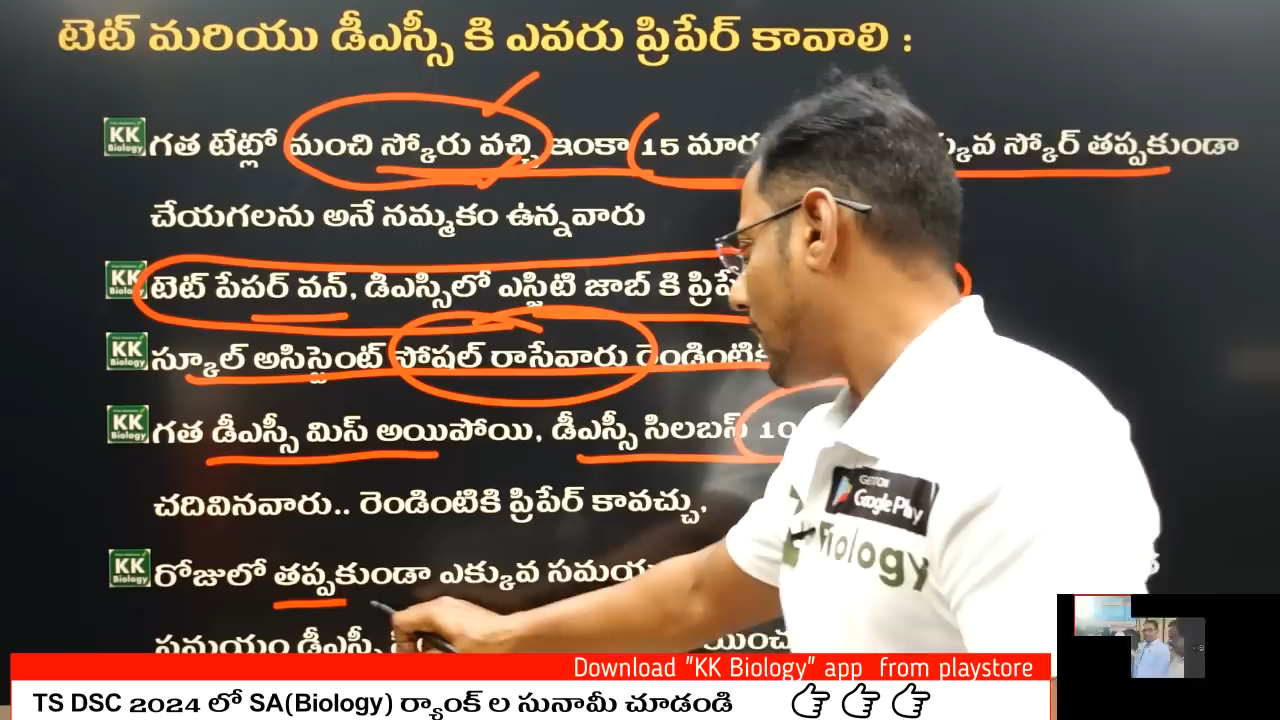 టెట్ మరియు డీఎస్సీ కి ఎవరు ప్రిపేర్ కావాలి :
KK Biology గత టేట్లో మంచి స్కోరు వచ్చి ఇంకా 15 స్కోర్ తప్పకుండా
చేయగలను అనే నమ్మకం ఉన్నవారు
KK టెట్ పేపర్ వన్, డీఎస్సిలో ఎస్జిటి జాబ్ కి
KK Biology స్కూల్ అసిస్టెంట్ సోషల్ రాసేవారు
KK Biology గత డీఎస్సీ మిస్ అయిపోయి, డీఎస్సీ సిలబస్
చదివినవారు.. రెండింటికి ప్రిపేర్ కావచ్చు,
KK Biology రోజులో తప్పకుండా ఎక్కువ
సమయం డీఎస్సీ
GET IT ON
Google Play
Biology
Download "KK Biology" app from playstore
TS DSC 2024 లో SA(Biology) ర్యాంక్ ల సునామీ చూడండి